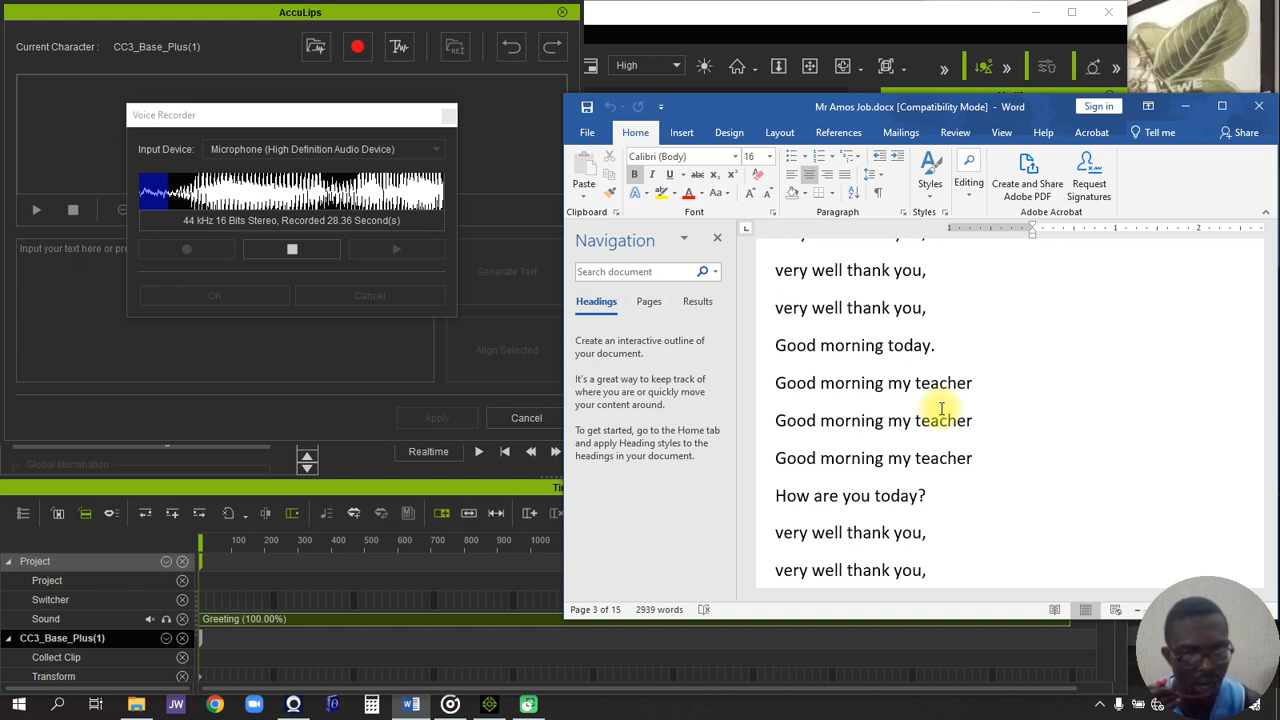 AccuLips
Current Character : CC3_Base_Plus(1)
High
Voice Recorder
Input Device: Microphone (High Definition Audio Device)
44 kHz 16 Bits Stereo, Recorded 28.36 Second(s)
Input your text here or pre
Generate Text
OK
Cancel
Align Selected
Apply
Cancel
Mr Amos Job.docx [Compatibility Mode] - Word
Sign in
File
Home
Insert
Design
Layout
References
Mailings
Review
View
Help
Acrobat
Tell me
Share
Paste
Calibri (Body)
16
B I U abc x₂ x²
Styles
Editing
Create and Share
Adobe PDF
Request
Signatures
Clipboard
Font
Paragraph
Styles
Adobe Acrobat
1
1
2
Navigation
Search document
Headings
Pages
Results
Create an interactive outline of
your document.
It's a great way to keep track of
where you are or quickly move
your content around.
To get started, go to the Home tab
and apply Heading styles to the
headings in your document.
very well thank you,
very well thank you,
Good morning today.
Good morning my teacher
Good morning my teacher
Good morning my teacher
How are you today?
very well thank you,
very well thank you,
Page 3 of 15
2939 words
Global Illumination
Realtime
100 200 300 400 500 600 700 800 900 1000
Project
Project
Switcher
Sound
Greeting (100.00%)
CC3_Base_Plus(1)
Collect Clip
Transform
JW